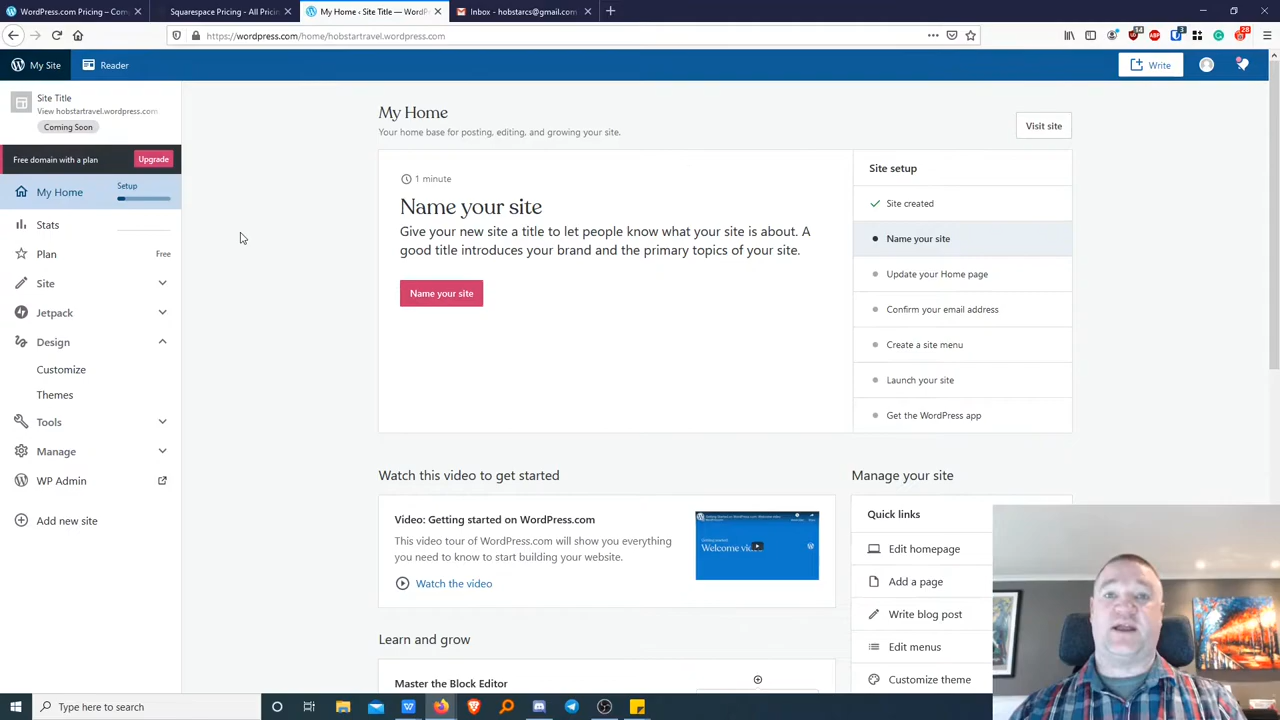 WordPress.com Pricing – Com
Squarespace Pricing - All Pricin
My Home ‹ Site Title — WordP
Inbox - hobstarcs@gmail.com
https://wordpress.com/home/hobstartravel.wordpress.com
14
3
28
My Site
Reader
Write
Site Title
View hobstartravel.wordpress.com
Coming Soon
Free domain with a plan
Upgrade
My Home
Setup
Stats
Plan
Free
Site
Jetpack
Design
Customize
Themes
Tools
Manage
WP Admin
Add new site
My Home
Your home base for posting, editing, and growing your site.
Visit site
1 minute
Name your site
Give your new site a title to let people know what your site is about. A
good title introduces your brand and the primary topics of your site.
Name your site
Site setup
Site created
Name your site
Update your Home page
Confirm your email address
Create a site menu
Launch your site
Get the WordPress app
Watch this video to get started
Video: Getting started on WordPress.com
This video tour of WordPress.com will show you everything
you need to know to start building your website.
Watch the video
Welcome vi
Learn and grow
Master the Block Editor
Manage your site
Quick links
Edit homepage
Add a page
Write blog post
Edit menus
Customize theme
Type here to search